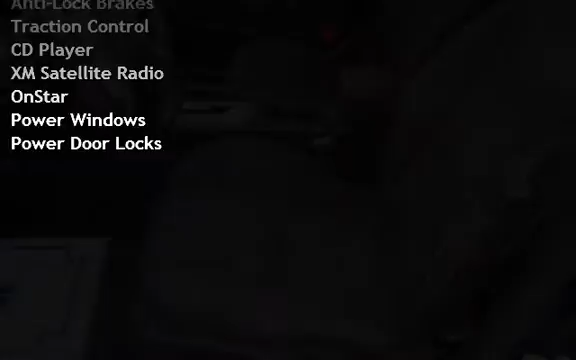 Anti-Lock Brakes
Traction Control
CD Player
XM Satellite Radio
OnStar
Power Windows
Power Door Locks